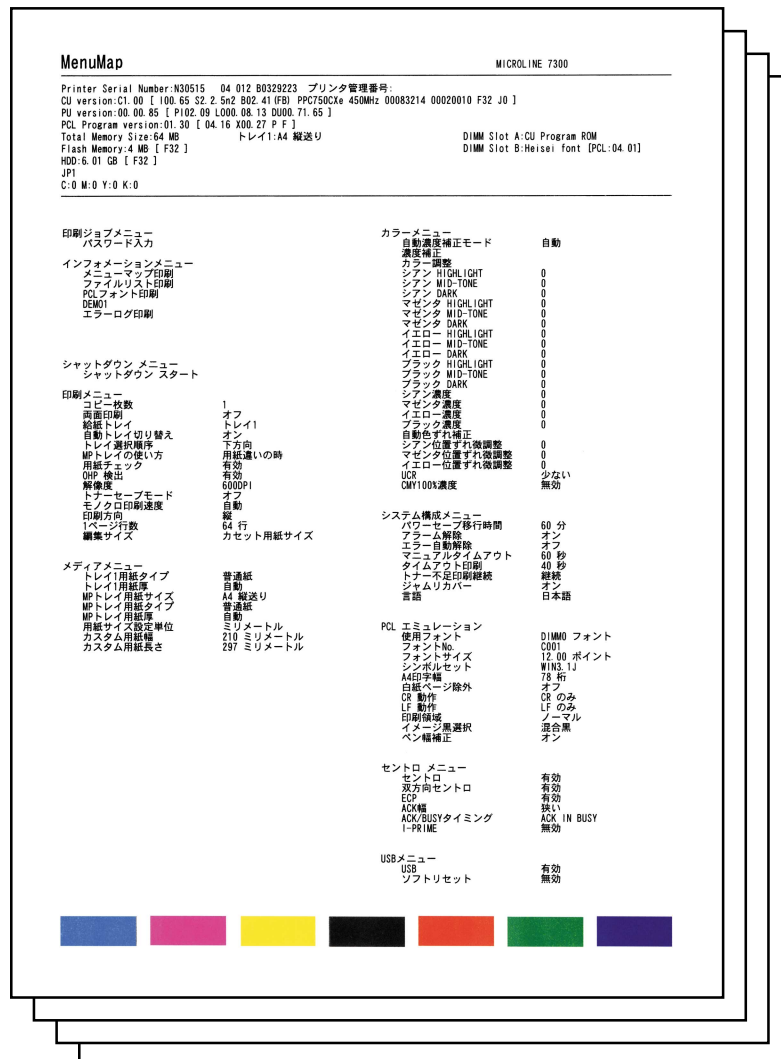 MenuMap MICROLINE 7300
Printer Serial Number:N30515 04 012 B0329223 プリンタ管理番号:
CU version:C1.00 [ I00.65 S2.2.5n2 B02.41(FB) PPC750CXe 450MHz 00083214 00020010 F32 J0 ]
PU version:00.00.85 [ PI02.09 L000.08.13 DU00.71.65 ]
PCL Program version:01.30 [ 04.16 X00.27 P F ]
Total Memory Size:64 MB トレイ1:A4 縦送り DIMM Slot A:CU Program ROM
Flash Memory:4 MB [ F32 ] DIMM Slot B:Heisei font [PCL:04.01]
HDD:6.01 GB [ F32 ]
JP1
C:0 M:0 Y:0 K:0
印刷ジョブメニュー
パスワード入力
インフォメーションメニュー
メニューマップ印刷
ファイルリスト印刷
PCLフォント印刷
DEMO1
エラーログ印刷
シャットダウン メニュー
シャットダウン スタート
印刷メニュー
コピー枚数 1
両面印刷 オフ
給紙トレイ トレイ1
自動トレイ切り替え オン
トレイ選択順序 下方向
MPトレイの使い方 用紙違いの時
用紙チェック 有効
OHP 検出 有効
解像度 600DPI
トナーセーブモード オフ
モノクロ印刷速度 自動
印刷方向 縦
1ページ行数 64 行
編集サイズ カセット用紙サイズ
メディアメニュー
トレイ1用紙タイプ 普通紙
トレイ1用紙厚 自動
MPトレイ用紙サイズ A4 縦送り
MPトレイ用紙タイプ 普通紙
MPトレイ用紙厚 自動
用紙サイズ設定単位 ミリメートル
カスタム用紙幅 210 ミリメートル
カスタム用紙長さ 297 ミリメートル
カラーメニュー
自動濃度補正モード 自動
濃度補正
カラー調整
シアン HIGHLIGHT 0
シアン MID-TONE 0
シアン DARK 0
マゼンタ HIGHLIGHT 0
マゼンタ MID-TONE 0
マゼンタ DARK 0
イエロー HIGHLIGHT 0
イエロー MID-TONE 0
イエロー DARK 0
ブラック HIGHLIGHT 0
ブラック MID-TONE 0
ブラック DARK 0
シアン濃度 0
マゼンタ濃度 0
イエロー濃度 0
ブラック濃度 0
自動色ずれ補正
シアン位置ずれ微調整 0
マゼンタ位置ずれ微調整 0
イエロー位置ずれ微調整 0
UCR 少ない
CMY100%濃度 無効
システム構成メニュー
パワーセーブ移行時間 60 分
アラーム解除 オン
エラー自動解除 オフ
マニュアルタイムアウト 60 秒
タイムアウト印刷 40 秒
トナー不足印刷継続 継続
ジャムリカバー オン
言語 日本語
PCL エミュレーション
使用フォント DIMM0 フォント
フォントNo. C001
フォントサイズ 12.00 ポイント
シンボルセット WIN3.1J
A4印字幅 78 桁
白紙ページ除外 オフ
CR 動作 CR のみ
LF 動作 LF のみ
印刷領域 ノーマル
イメージ黒選択 混合黒
ペン幅補正 オン
セントロ メニュー
セントロ 有効
双方向セントロ 有効
ECP 有効
ACK幅 狭い
ACK/BUSYタイミング ACK IN BUSY
I-PRIME 無効
USBメニュー
USB 有効
ソフトリセット 無効